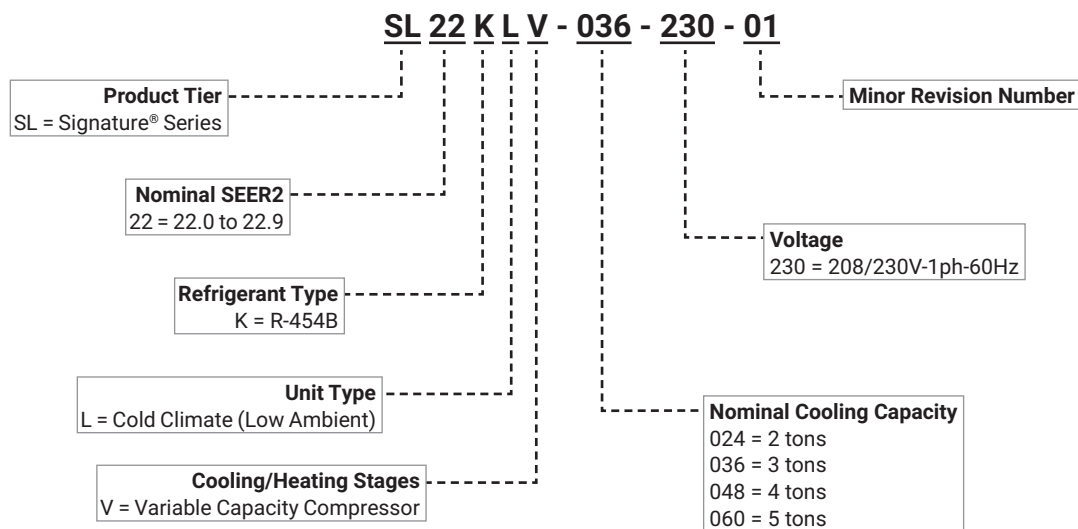 SL 22 K L V - 036 - 230 - 01
Product Tier
SL = Signature® Series
Minor Revision Number
Nominal SEER2
22 = 22.0 to 22.9
Voltage
230 = 208/230V-1ph-60Hz
Refrigerant Type
K = R-454B
Unit Type
L = Cold Climate (Low Ambient)
Nominal Cooling Capacity
024 = 2 tons
036 = 3 tons
048 = 4 tons
060 = 5 tons
Cooling/Heating Stages
V = Variable Capacity Compressor